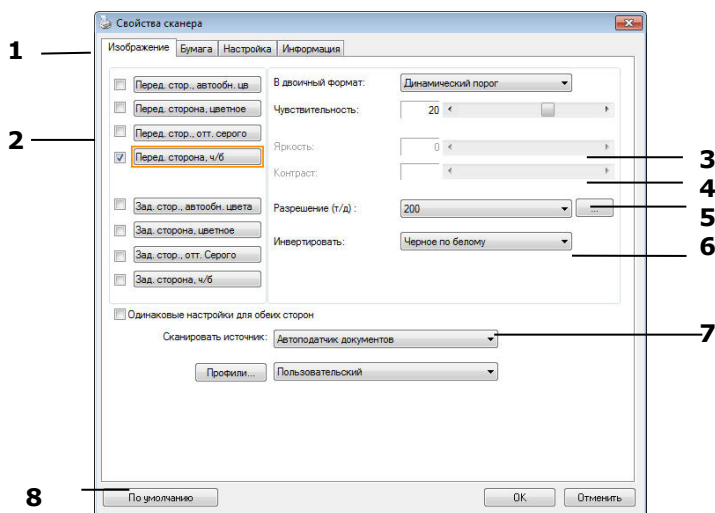 Свойства сканера
1
Изображение Бумага Настройка Информация
2
Перед. стор., автообн. цв
Перед. сторона, цветное
Перед. стор., отт. серого
Перед. сторона, ч/б
Зад. стор., автообн. цвета
Зад. сторона, цветное
Зад. стор., отт. Серого
Зад. сторона, ч/б
В двоичный формат: Динамический порог
Чувствительность: 20
Яркость: 0
3
Контраст:
4
Разрешение (т/д) : 200 ...
5
Инвертировать: Черное по белому
6
Одинаковые настройки для обеих сторон
Сканировать источник: Автоподатчик документов
7
Профили... Пользовательский
8
По умолчанию OK Отменить